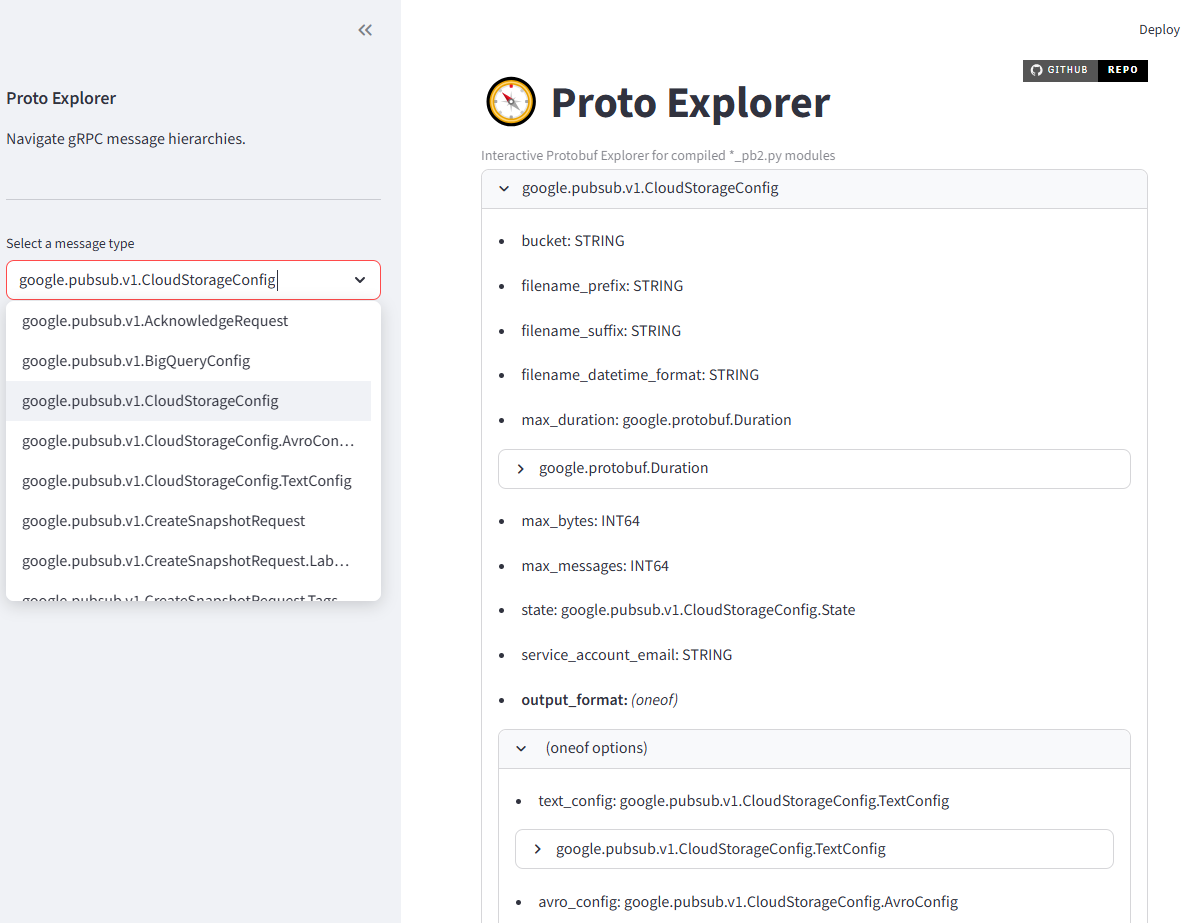 Deploy
GITHUB REPO
Proto Explorer
Navigate gRPC message hierarchies.
Select a message type
google.pubsub.v1.CloudStorageConfig
google.pubsub.v1.AcknowledgeRequest
google.pubsub.v1.BigQueryConfig
google.pubsub.v1.CloudStorageConfig
google.pubsub.v1.CloudStorageConfig.AvroCon…
google.pubsub.v1.CloudStorageConfig.TextConfig
google.pubsub.v1.CreateSnapshotRequest
google.pubsub.v1.CreateSnapshotRequest.Lab…
google.pubsub.v1.CreateSnapshotRequest.Tags
Proto Explorer
Interactive Protobuf Explorer for compiled *_pb2.py modules
google.pubsub.v1.CloudStorageConfig
bucket: STRING
filename_prefix: STRING
filename_suffix: STRING
filename_datetime_format: STRING
max_duration: google.protobuf.Duration
google.protobuf.Duration
max_bytes: INT64
max_messages: INT64
state: google.pubsub.v1.CloudStorageConfig.State
service_account_email: STRING
output_format: (oneof)
(oneof options)
text_config: google.pubsub.v1.CloudStorageConfig.TextConfig
google.pubsub.v1.CloudStorageConfig.TextConfig
avro_config: google.pubsub.v1.CloudStorageConfig.AvroConfig